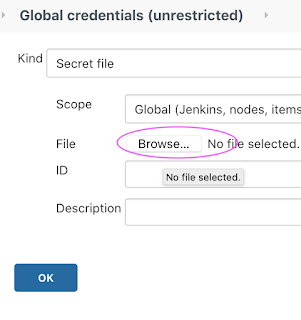 Global credentials (unrestricted)
Kind Secret file
Scope Global (Jenkins, nodes, items
File Browse... No file selected.
ID No file selected.
Description
OK